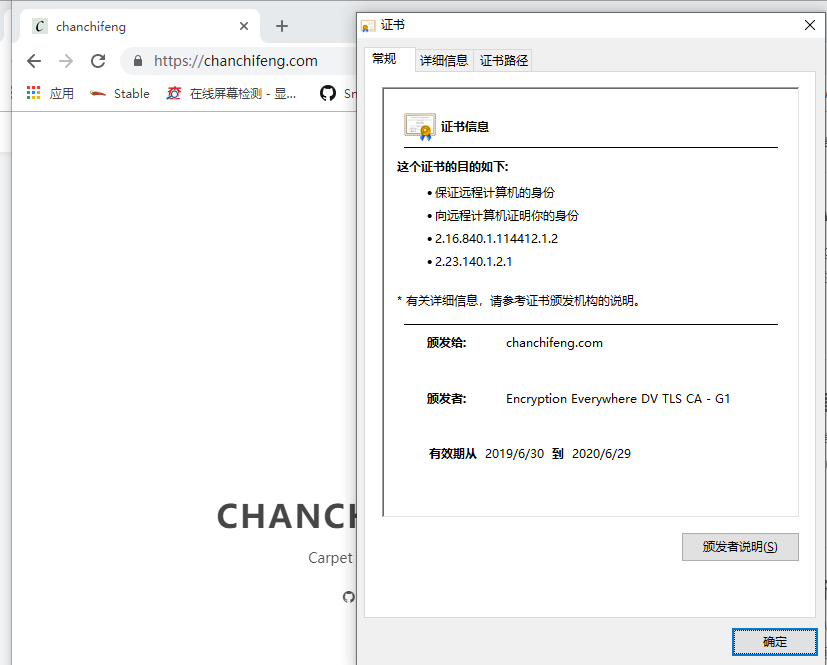 chanchifeng
https://chanchifeng.com
应用
Stable
在线屏幕检测 - 显...
CHANCH
Carpet
证书
常规
详细信息
证书路径
证书信息
这个证书的目的如下:
• 保证远程计算机的身份
• 向远程计算机证明你的身份
• 2.16.840.1.114412.1.2
• 2.23.140.1.2.1
* 有关详细信息，请参考证书颁发机构的说明。
颁发给: chanchifeng.com
颁发者: Encryption Everywhere DV TLS CA - G1
有效期从 2019/6/30 到 2020/6/29
颁发者说明(S)
确定